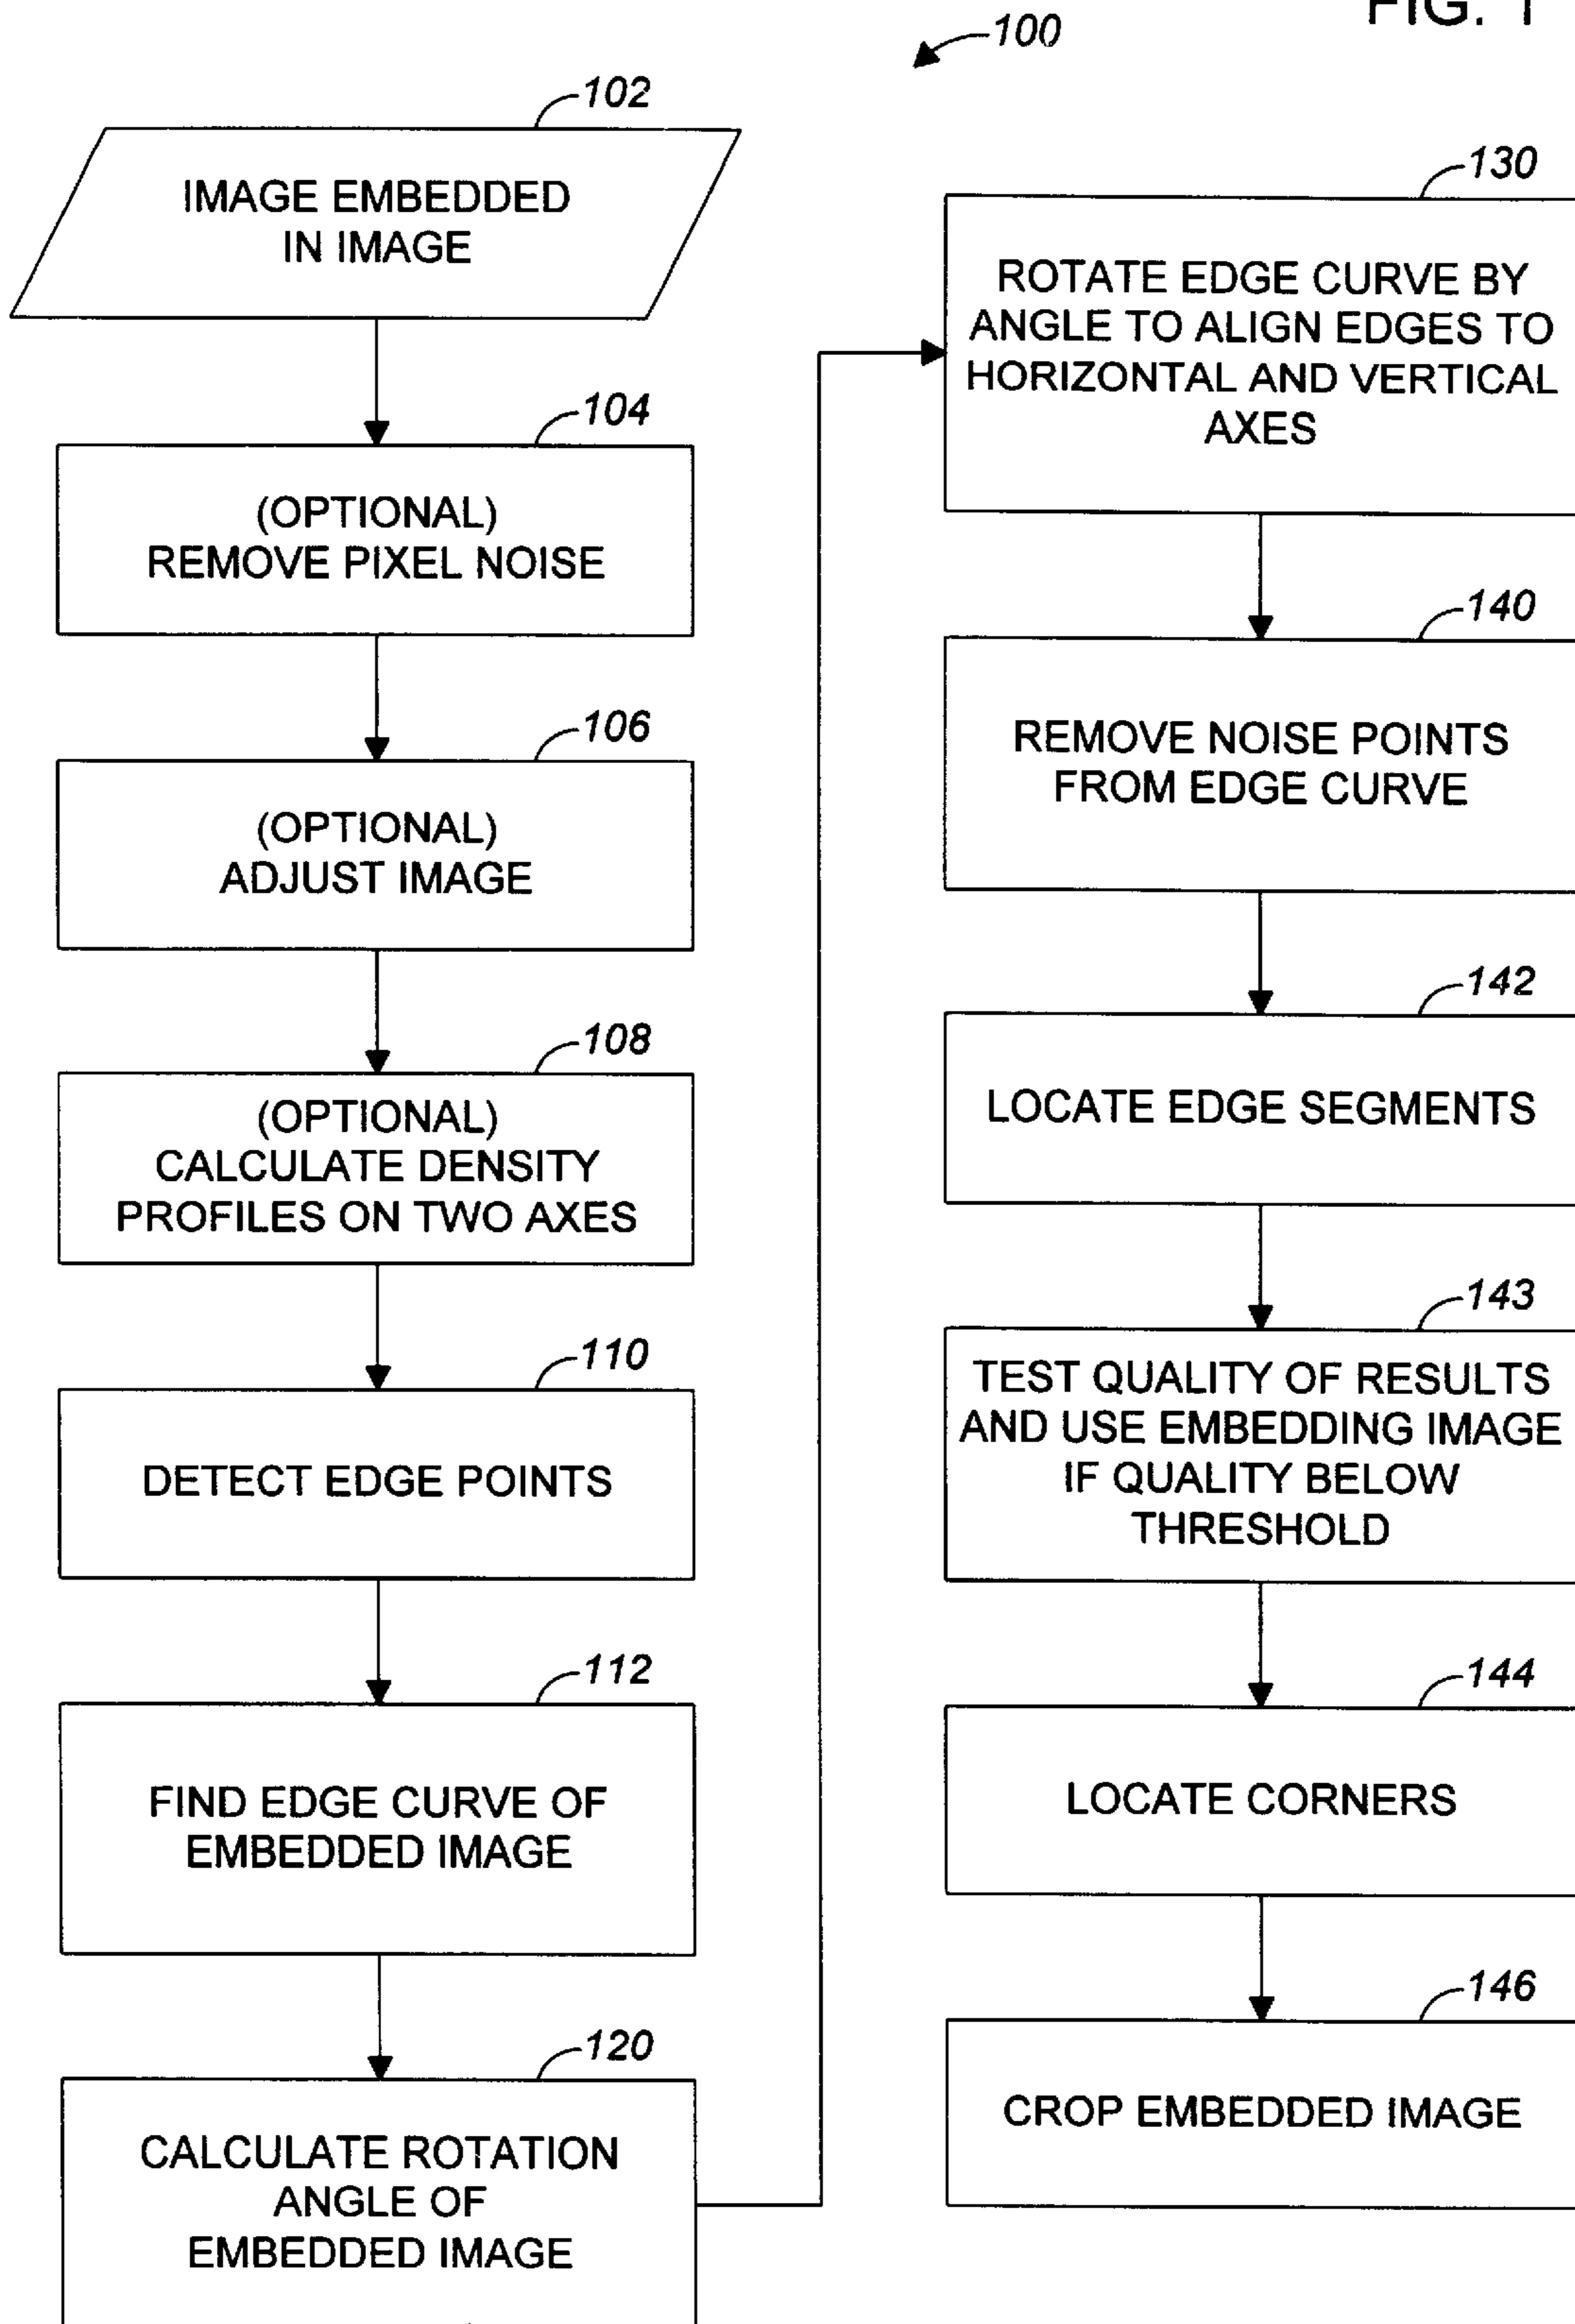 FIG. 1
100
102
IMAGE EMBEDDED
IN IMAGE
104
(OPTIONAL)
REMOVE PIXEL NOISE
106
(OPTIONAL)
ADJUST IMAGE
108
(OPTIONAL)
CALCULATE DENSITY
PROFILES ON TWO AXES
110
DETECT EDGE POINTS
112
FIND EDGE CURVE OF
EMBEDDED IMAGE
120
CALCULATE ROTATION
ANGLE OF
EMBEDDED IMAGE
130
ROTATE EDGE CURVE BY
ANGLE TO ALIGN EDGES TO
HORIZONTAL AND VERTICAL
AXES
140
REMOVE NOISE POINTS
FROM EDGE CURVE
142
LOCATE EDGE SEGMENTS
143
TEST QUALITY OF RESULTS
AND USE EMBEDDING IMAGE
IF QUALITY BELOW
THRESHOLD
144
LOCATE CORNERS
146
CROP EMBEDDED IMAGE